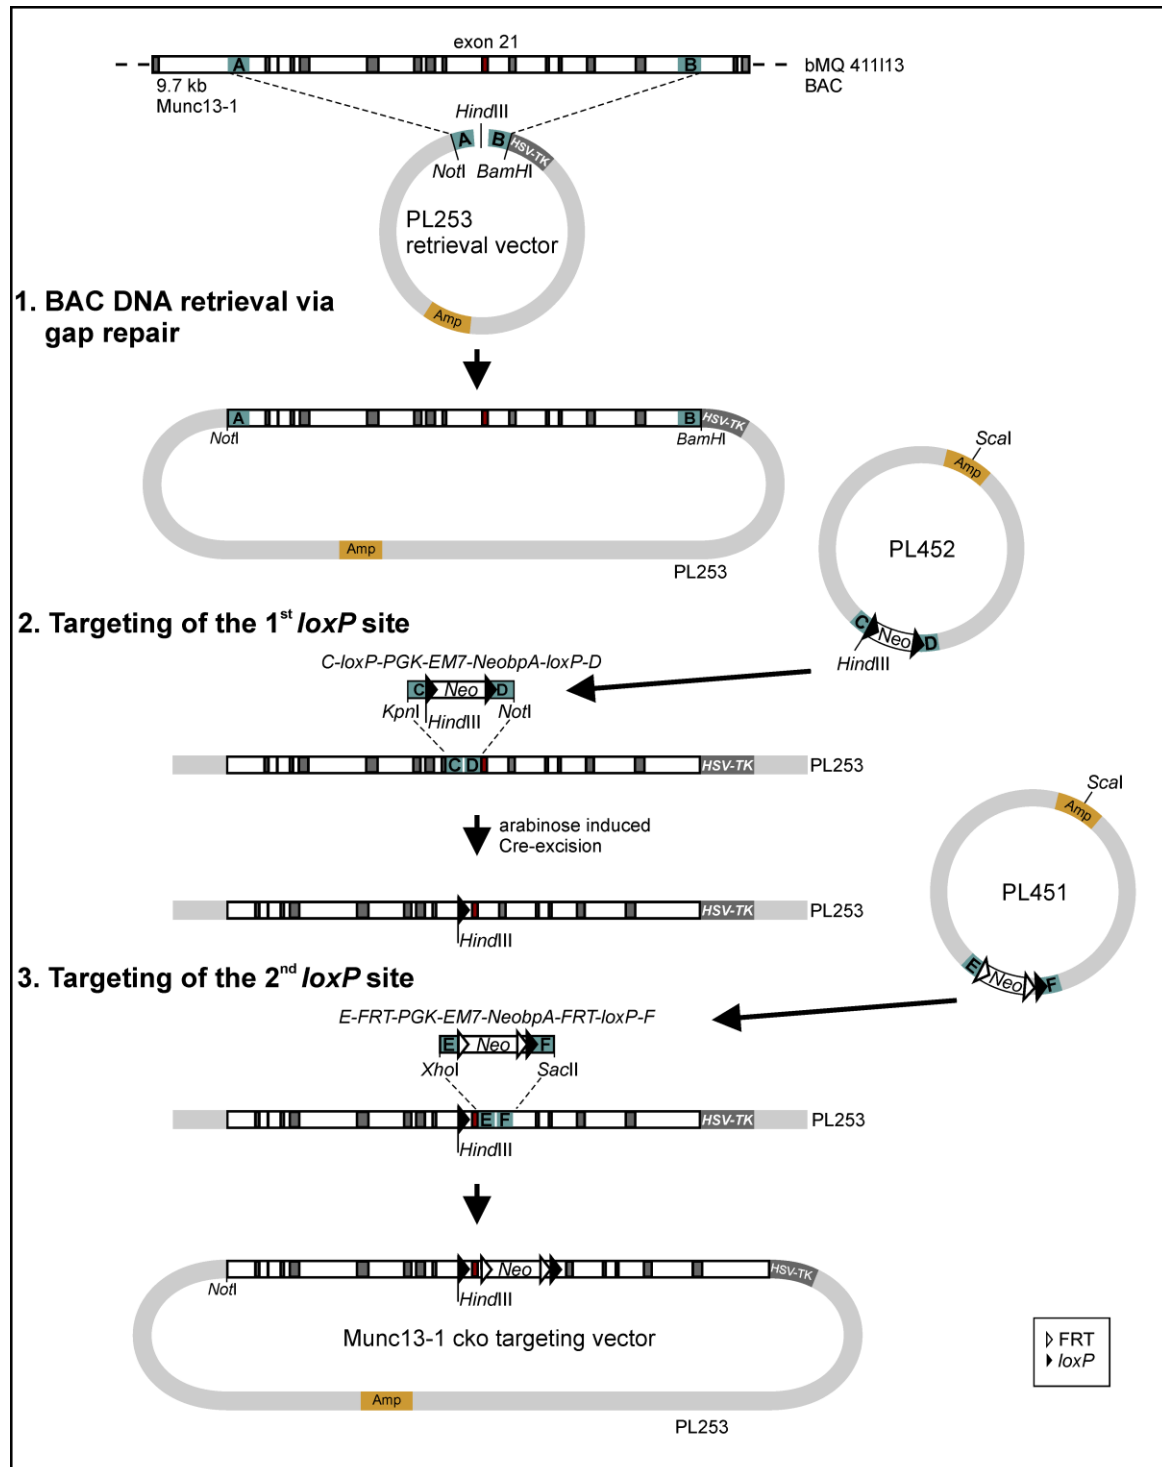 exon 21
A
B
bMQ 411I13
BAC
9.7 kb
Munc13-1
HindIII
A
B
HSV-TK
NotI
BamHI
PL253
retrieval vector
Amp
1. BAC DNA retrieval via
gap repair
A
B
HSV-TK
NotI
BamHI
Amp
PL253
ScaI
Amp
PL452
C
Neo
D
HindIII
2. Targeting of the 1st loxP site
C-loxP-PGK-EM7-NeobpA-loxP-D
C
Neo
D
KpnI
HindIII
NotI
C
D
HSV-TK
PL253
arabinose induced
Cre-excision
HSV-TK
PL253
HindIII
ScaI
Amp
PL451
E
Neo
F
3. Targeting of the 2nd loxP site
E-FRT-PGK-EM7-NeobpA-FRT-loxP-F
E
Neo
F
XhoI
SacII
E
F
HSV-TK
PL253
HindIII
Neo
HSV-TK
NotI
HindIII
Munc13-1 cko targeting vector
Amp
PL253
FRT
loxP